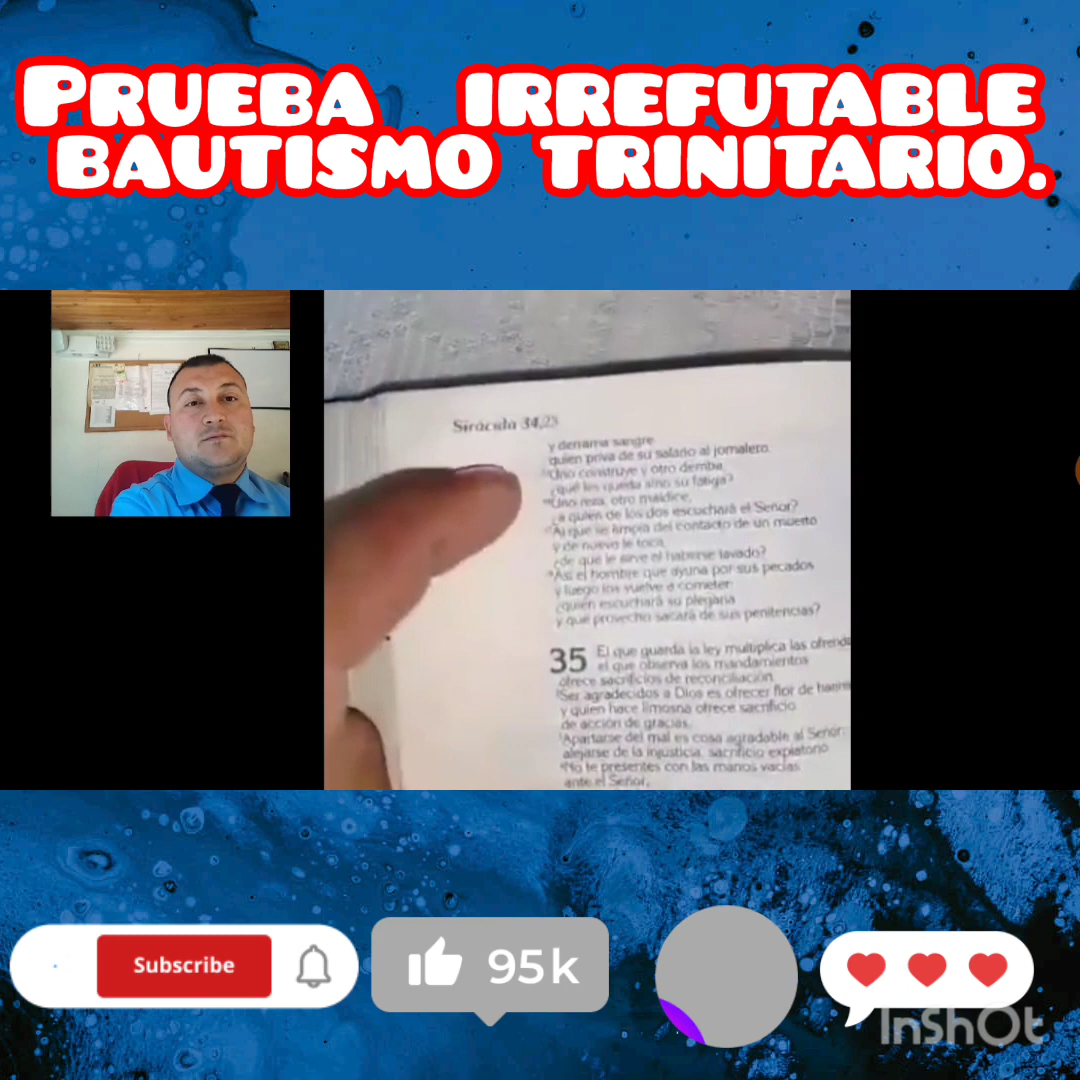 PRUEBA IRREFUTABLE
BAUTISMO TRINITARIO.
Sirácida 34,23
y derrama sangre
quien priva de su salario al jornalero.
Uno construye y otro derriba,
¿qué les queda sino su fatiga?
Uno reza, otro maldice,
¿a quién de los dos escuchará el Señor?
Al que se limpia del contacto de un muerto
y de nuevo le toca,
¿de qué le sirve el haberse lavado?
Así el hombre que ayuna por sus pecados
y luego los vuelve a cometer:
¿quién escuchará su plegaria
y qué provecho sacará de sus penitencias?
35 El que guarda la ley multiplica las ofrenda
el que observa los mandamientos
ofrece sacrificios de reconciliación.
Ser agradecidos a Dios es ofrecer flor de harina
y quien hace limosna ofrece sacrificio
de acción de gracias.
Apartarse del mal es cosa agradable al Señor;
alejarse de la injusticia, sacrificio expiatorio.
No te presentes con las manos vacías
ante el Señor,
Subscribe
95k
InShOt